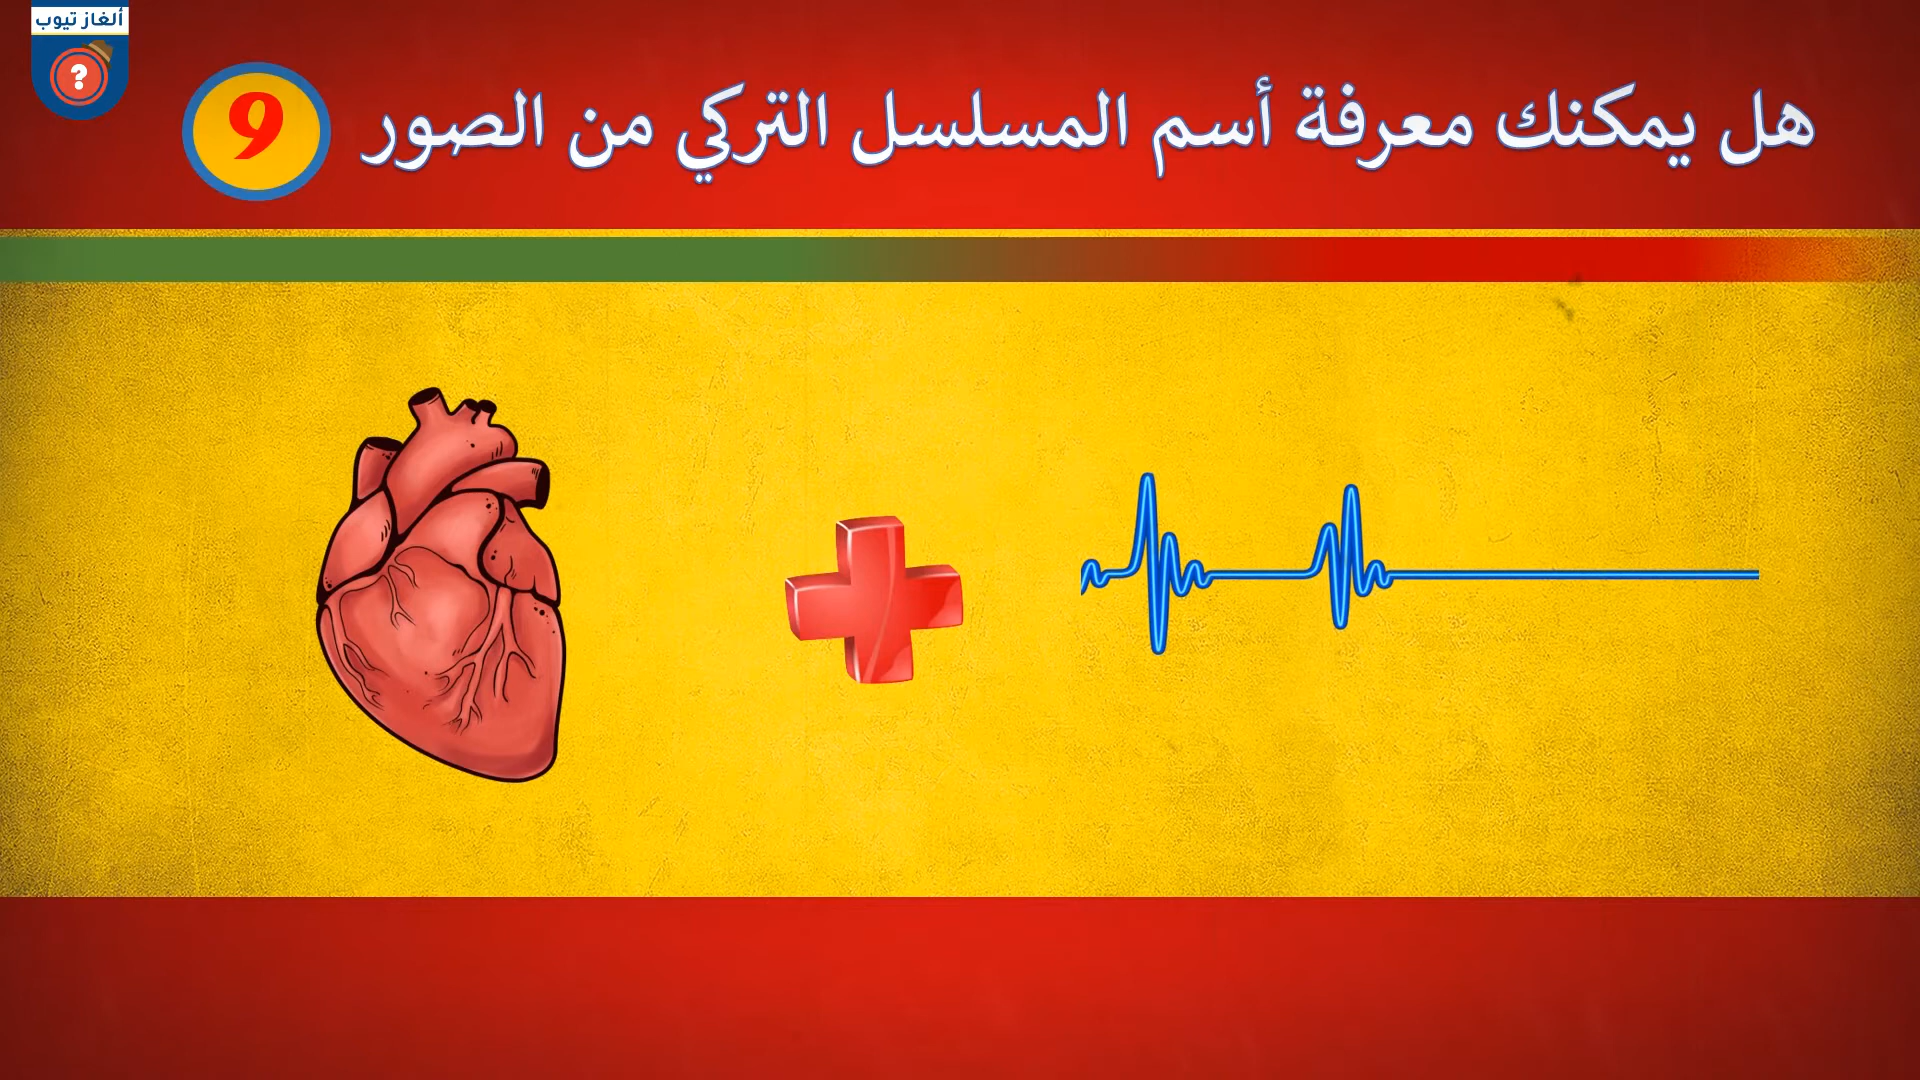 ألغاز تيوب
?
هل يمكنك معرفة أسم المسلسل التركي من الصور
9